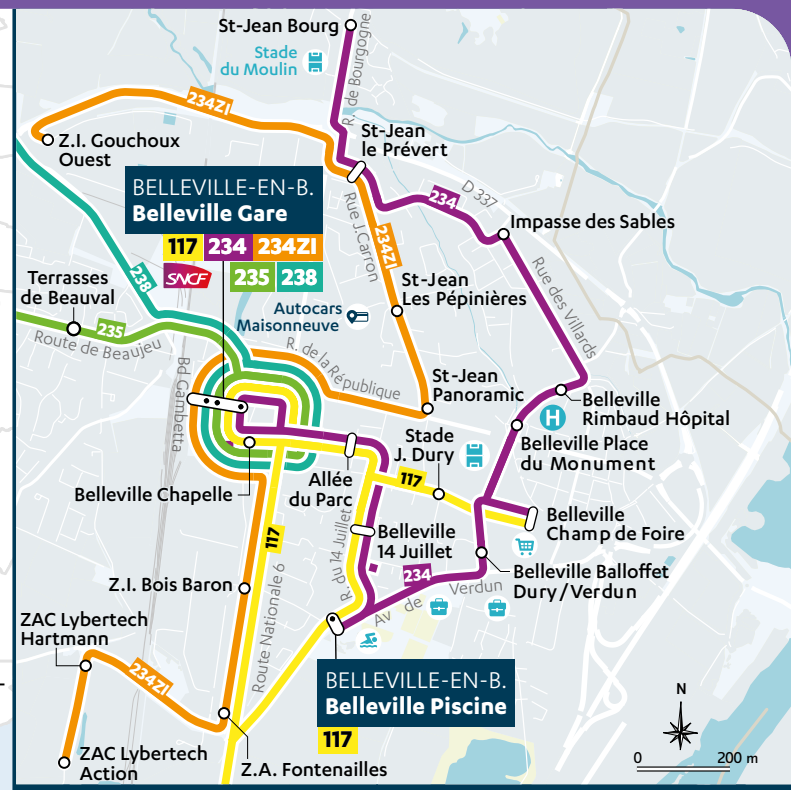 St-Jean Bourg
R. de Bourgogne
Stade
du Moulin
234ZI
Z.I. Gouchoux
Ouest
St-Jean
le Prévert
BELLEVILLE-EN-B.
Belleville Gare
117 234 234ZI
SNCF 235 238
234
D 337
Impasse des Sables
Rue J.Carron
234ZI
Rue des Villards
Terrasses
de Beauval
238
235
Route de Beaujeu
St-Jean
Les Pépinières
Autocars
Maisonneuve
R. de la République
Bd Gambetta
St-Jean
Panoramic
Belleville
Rimbaud Hôpital
H
Belleville Place
du Monument
Stade
J. Dury
117
Belleville Chapelle
Allée
du Parc
Belleville
Champ de Foire
117
R. du 14 Juillet
Belleville
14 Juillet
234
Belleville Balloffet
Dury/Verdun
Av de Verdun
Z.I. Bois Baron
Route Nationale 6
ZAC Lybertech
Hartmann
234ZI
BELLEVILLE-EN-B.
Belleville Piscine
117
ZAC Lybertech
Action
Z.A. Fontenailles
N
0 200 m